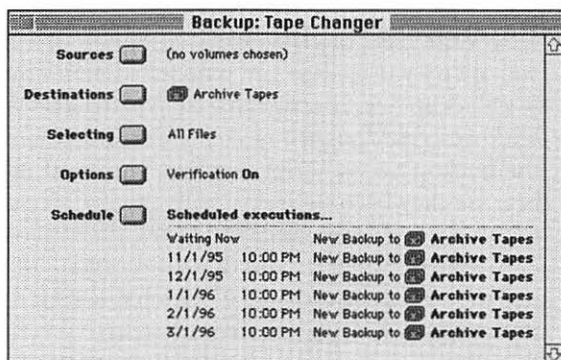 Backup: Tape Changer
Sources (no volumes chosen)
Destinations Archive Tapes
Selecting All Files
Options Verification On
Schedule Scheduled executions...
Waiting Now New Backup to Archive Tapes
11/1/95 10:00 PM New Backup to Archive Tapes
12/1/95 10:00 PM New Backup to Archive Tapes
1/1/96 10:00 PM New Backup to Archive Tapes
2/1/96 10:00 PM New Backup to Archive Tapes
3/1/96 10:00 PM New Backup to Archive Tapes